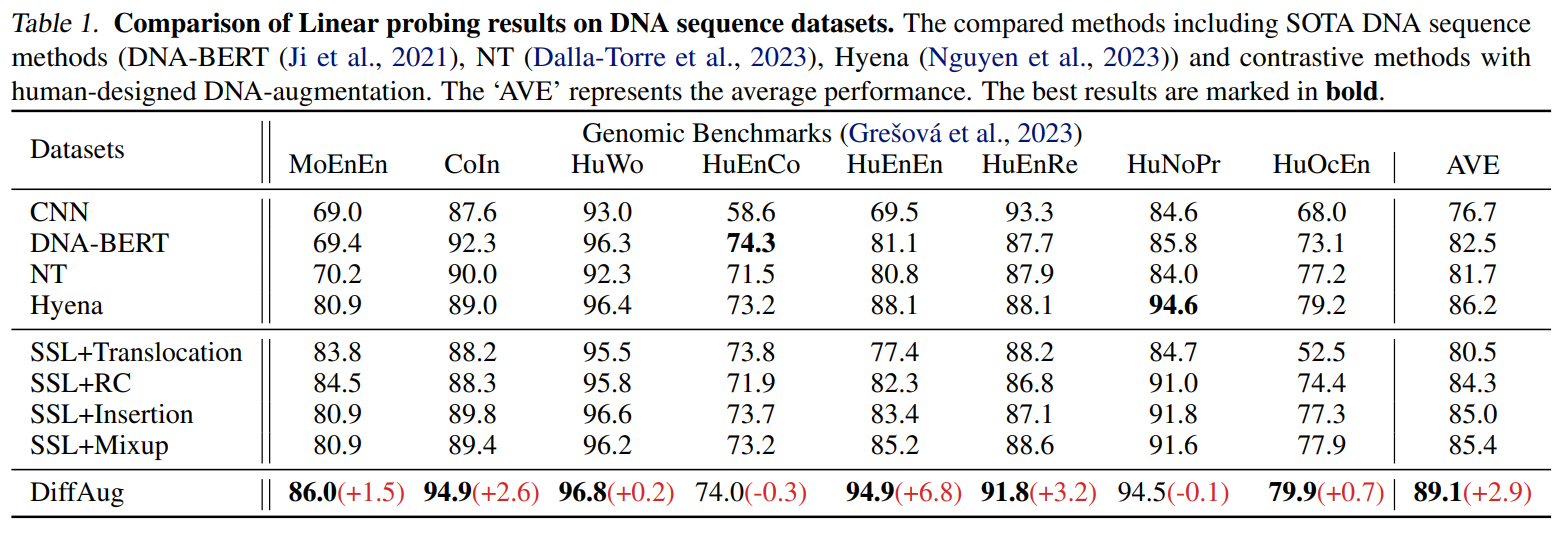 Table 1. Comparison of Linear probing results on DNA sequence datasets. The compared methods including SOTA DNA sequence
methods (DNA-BERT (Ji et al., 2021), NT (Dalla-Torre et al., 2023), Hyena (Nguyen et al., 2023)) and contrastive methods with
human-designed DNA-augmentation. The ‘AVE’ represents the average performance. The best results are marked in bold.
Datasets Genomic Benchmarks (Grešová et al., 2023)
MoEnEn CoIn HuWo HuEnCo HuEnEn HuEnRe HuNoPr HuOcEn AVE
CNN 69.0 87.6 93.0 58.6 69.5 93.3 84.6 68.0 76.7
DNA-BERT 69.4 92.3 96.3 74.3 81.1 87.7 85.8 73.1 82.5
NT 70.2 90.0 92.3 71.5 80.8 87.9 84.0 77.2 81.7
Hyena 80.9 89.0 96.4 73.2 88.1 88.1 94.6 79.2 86.2
SSL+Translocation 83.8 88.2 95.5 73.8 77.4 88.2 84.7 52.5 80.5
SSL+RC 84.5 88.3 95.8 71.9 82.3 86.8 91.0 74.4 84.3
SSL+Insertion 80.9 89.8 96.6 73.7 83.4 87.1 91.8 77.3 85.0
SSL+Mixup 80.9 89.4 96.2 73.2 85.2 88.6 91.6 77.9 85.4
DiffAug 86.0(+1.5) 94.9(+2.6) 96.8(+0.2) 74.0(-0.3) 94.9(+6.8) 91.8(+3.2) 94.5(-0.1) 79.9(+0.7) 89.1(+2.9)